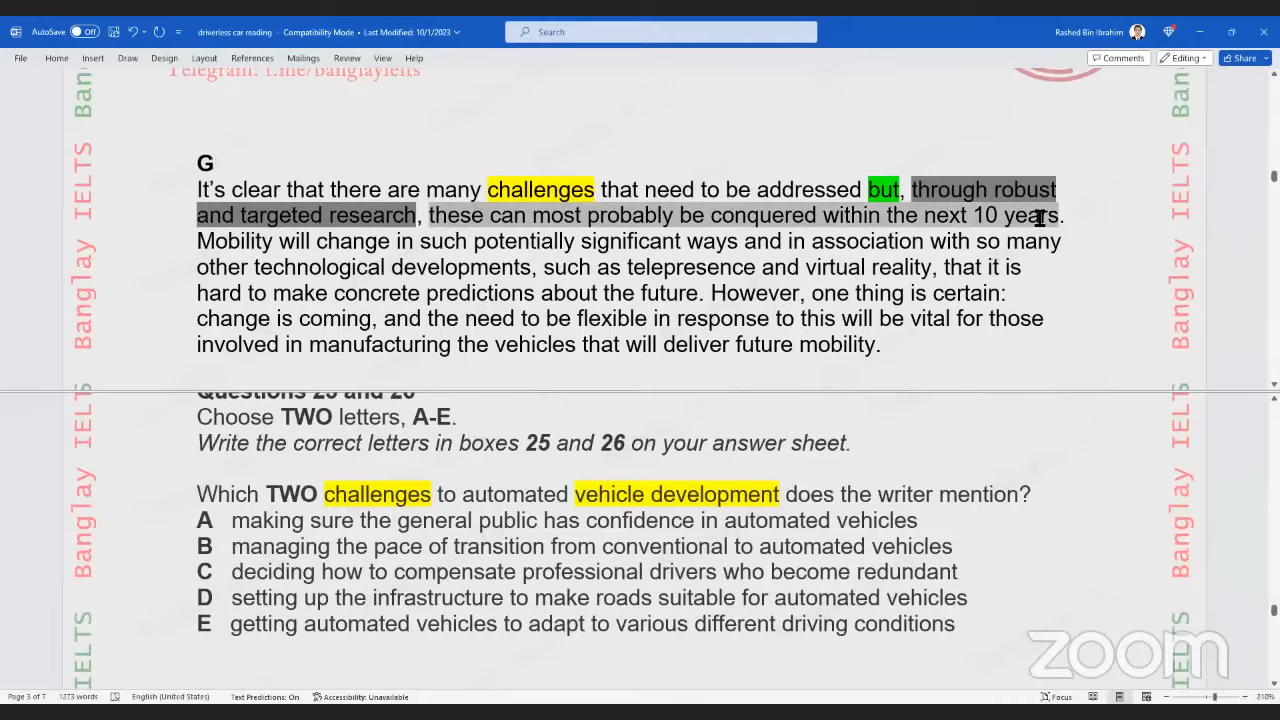 AutoSave Off driverless car reading - Compatibility Mode • Last Modified: 10/1/2023 Search Rashed Bin Ibrahim
File Home Insert Draw Design Layout References Mailings Review View Help Comments Editing Share
Telegram: t.me/banglayielts
G
It's clear that there are many challenges that need to be addressed but, through robust
and targeted research, these can most probably be conquered within the next 10 years.
Mobility will change in such potentially significant ways and in association with so many
other technological developments, such as telepresence and virtual reality, that it is
hard to make concrete predictions about the future. However, one thing is certain:
change is coming, and the need to be flexible in response to this will be vital for those
involved in manufacturing the vehicles that will deliver future mobility.
Questions 25 and 26
Choose TWO letters, A-E.
Write the correct letters in boxes 25 and 26 on your answer sheet.
Which TWO challenges to automated vehicle development does the writer mention?
A making sure the general public has confidence in automated vehicles
B managing the pace of transition from conventional to automated vehicles
C deciding how to compensate professional drivers who become redundant
D setting up the infrastructure to make roads suitable for automated vehicles
E getting automated vehicles to adapt to various different driving conditions
Banglay IELTS Banglay IELTS
Banglay IELTS Banglay IELTS
zoom
Page 3 of 7 1273 words English (United States) Text Predictions: On Accessibility: Unavailable Focus 210%